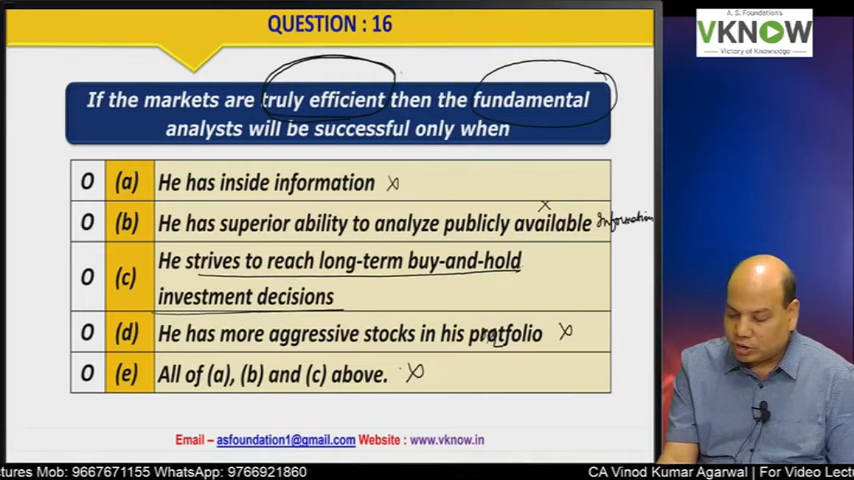 QUESTION : 16
A. S. Foundation's
VKNOW
Victory of Knowledge
If the markets are truly efficient then the fundamental
analysts will be successful only when
O (a) He has inside information x
x
O (b) He has superior ability to analyze publicly available Information
O (c) He strives to reach long-term buy-and-hold
investment decisions
O (d) He has more aggressive stocks in his protfolio x
O (e) All of (a), (b) and (c) above. x
Email – asfoundation1@gmail.com Website : www.vknow.in
ctures Mob: 9667671155 WhatsApp: 9766921860
CA Vinod Kumar Agarwal | For Video Lectu